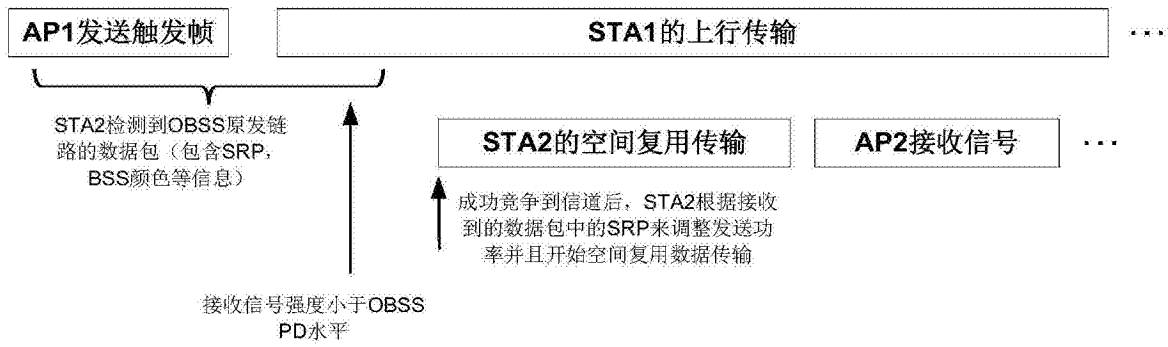 AP1发送触发帧
STA1的上行传输
···
STA2检测到OBSS原发链
路的数据包（包含SRP，
BSS颜色等信息）
STA2的空间复用传输
AP2接收信号
···
成功竞争到信道后，STA2根据接收
到的数据包中的SRP来调整发送功
率并且开始空间复用数据传输
接收信号强度小于OBSS
PD水平